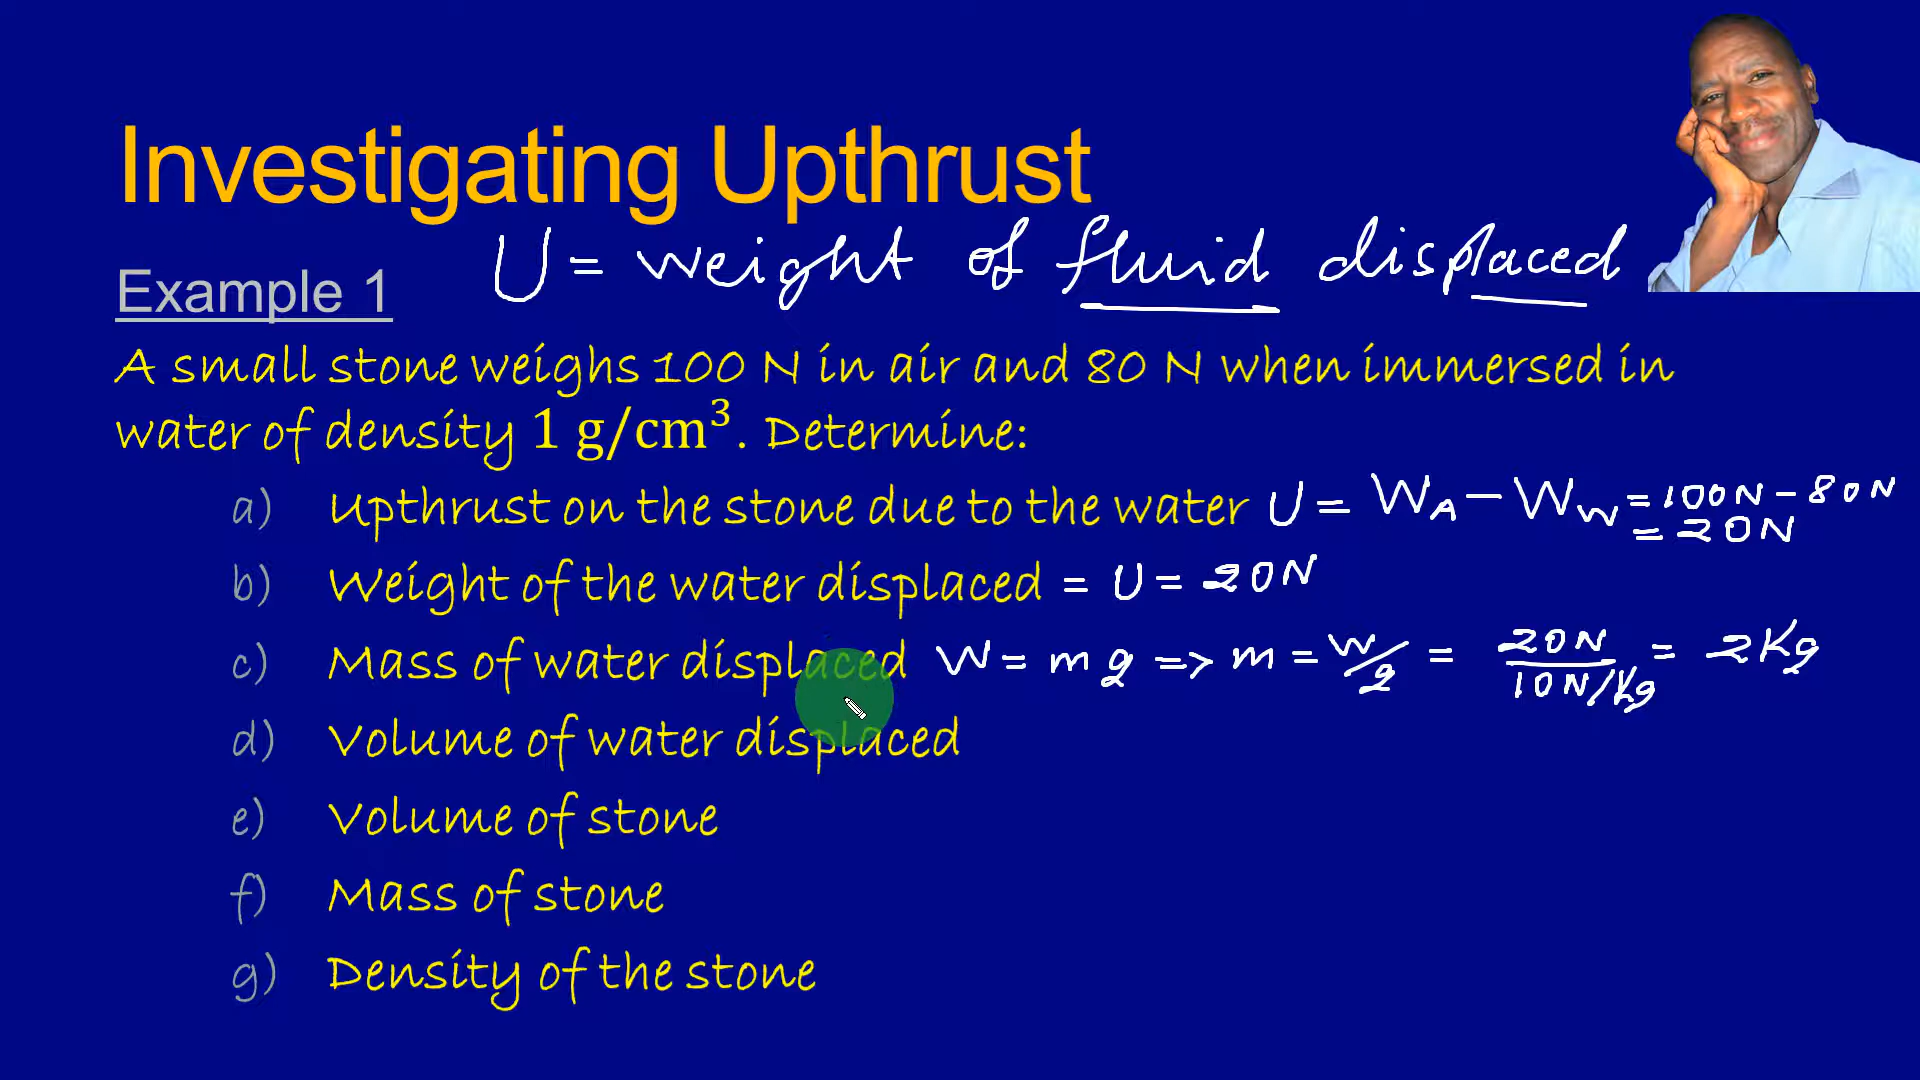 Investigating Upthrust
U = weight of fluid displaced
Example 1
A small stone weighs 100 N in air and 80 N when immersed in
water of density 1 g/cm³. Determine:
a) Upthrust on the stone due to the water U = W_A - W_W = 100N - 80N
= 20N
b) Weight of the water displaced = U = 20N
c) Mass of water displaced W = mg => m = W/g = 20N/10N/Kg = 2Kg
d) Volume of water displaced
e) Volume of stone
f) Mass of stone
g) Density of the stone